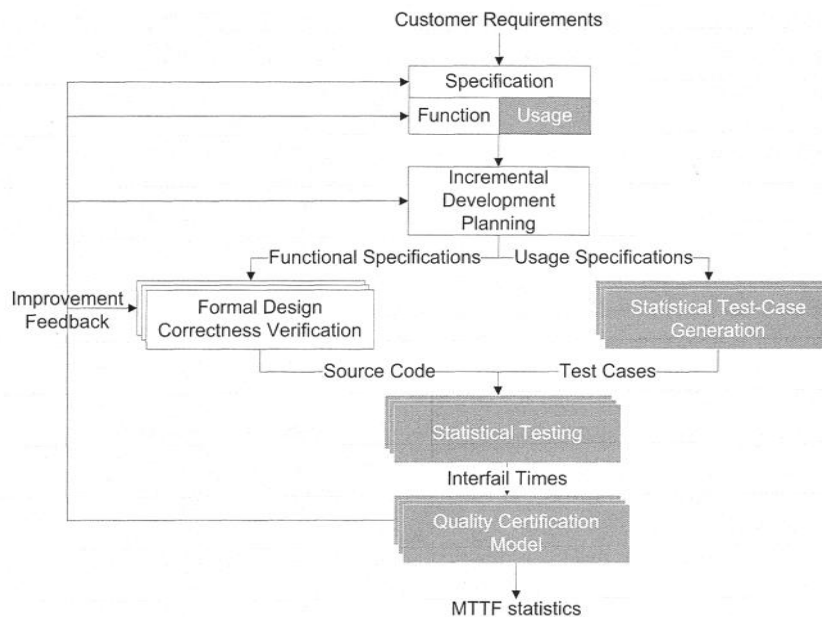 Customer Requirements
Specification
Function
Usage
Incremental
Development
Planning
Functional Specifications
Usage Specifications
Improvement
Feedback
Formal Design
Correctness Verification
Statistical Test-Case
Generation
Source Code
Test Cases
Statistical Testing
Interfail Times
Quality Certification
Model
MTTF statistics